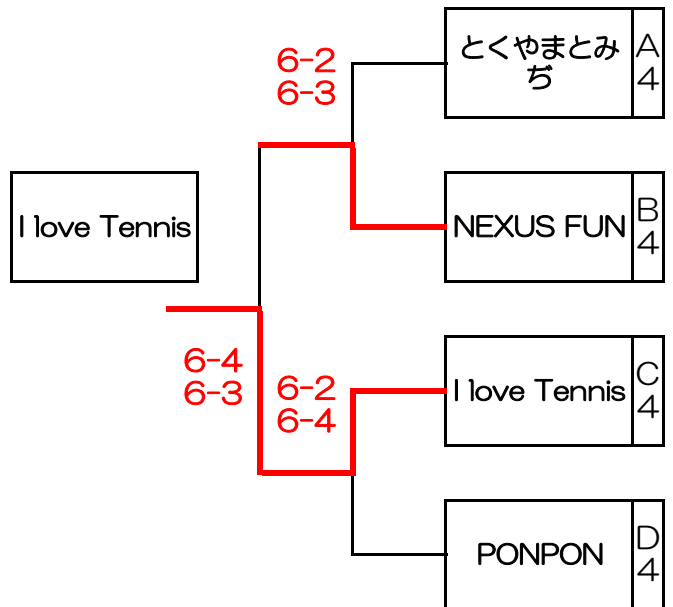 6-2
6-3
とくやまとみ
ぢ
A
4
I love Tennis
NEXUS FUN
B
4
6-4
6-3
6-2
6-4
I love Tennis
C
4
PONPON
D
4